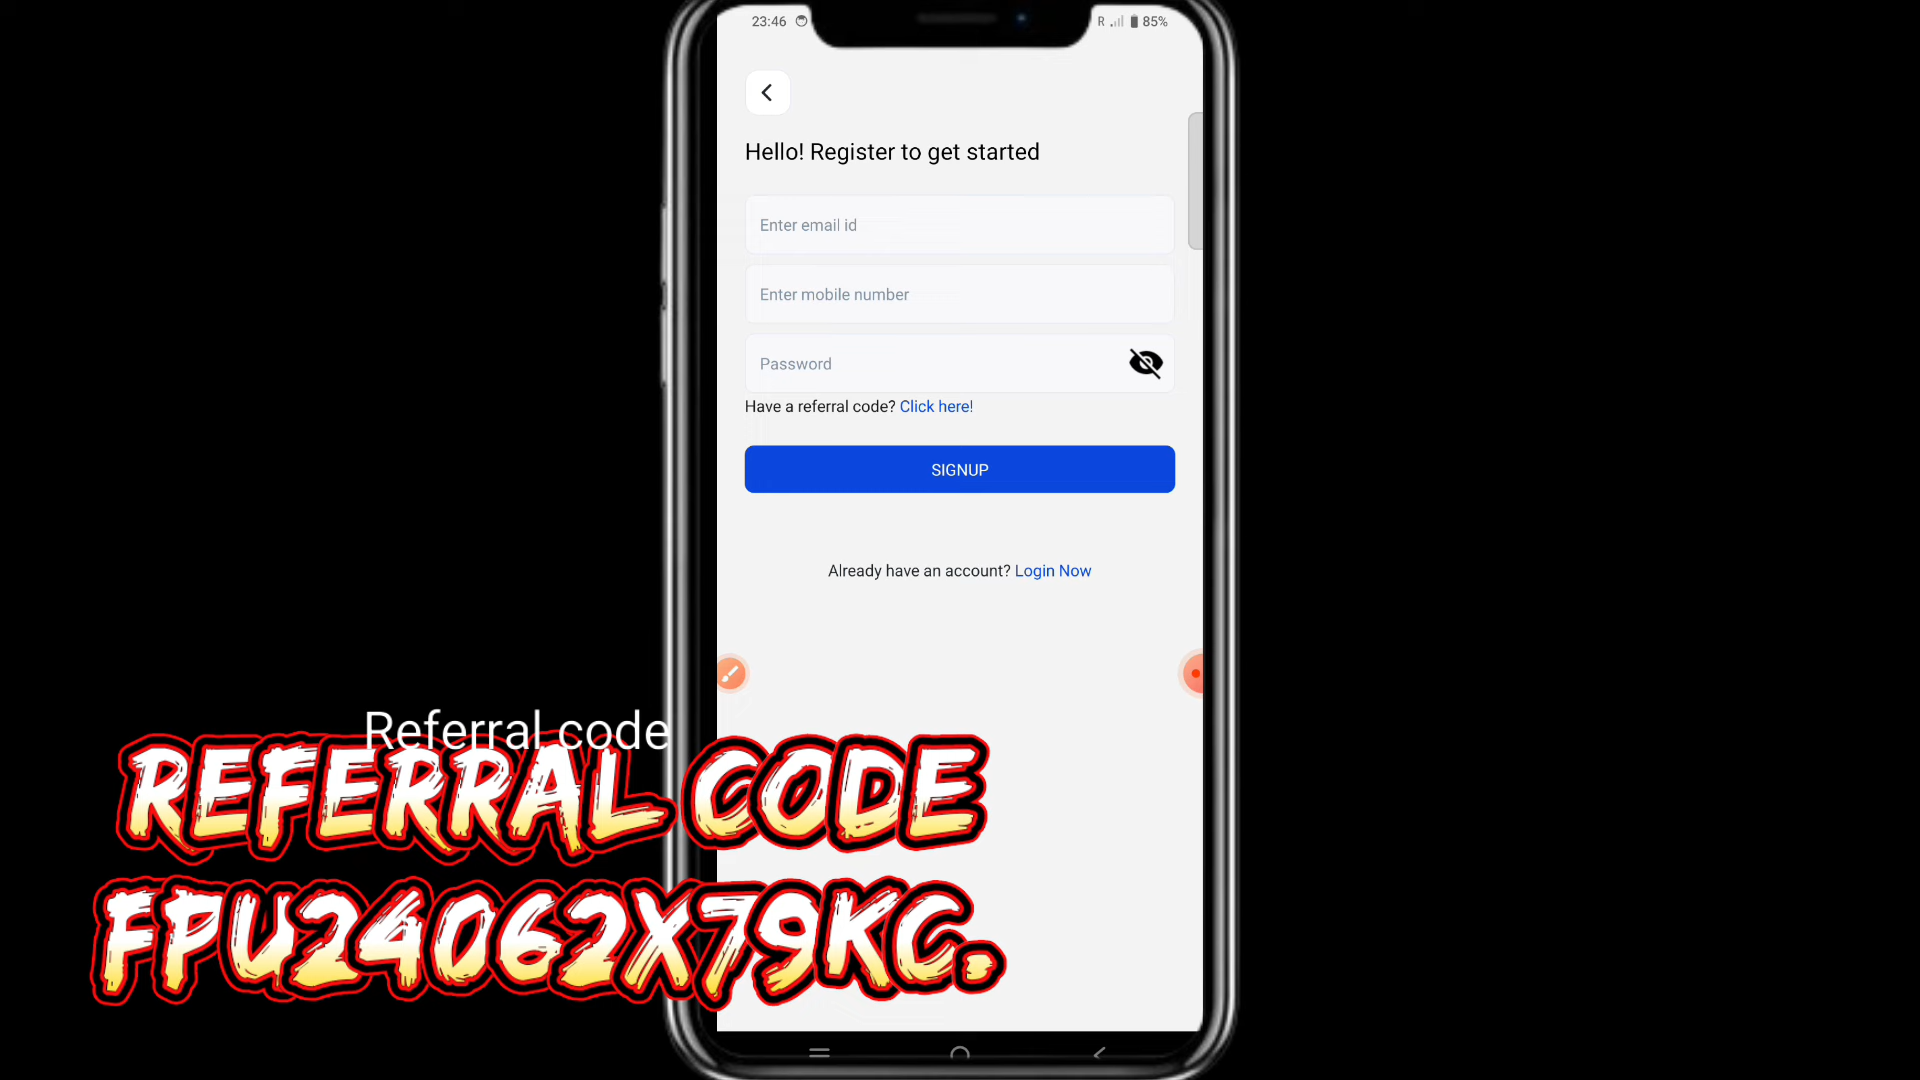 23:46
R 85%
Hello! Register to get started
Enter email id
Enter mobile number
Password
Have a referral code? Click here!
SIGNUP
Already have an account? Login Now
Referral code
REFERRAL CODE
FPU24062X79KC.